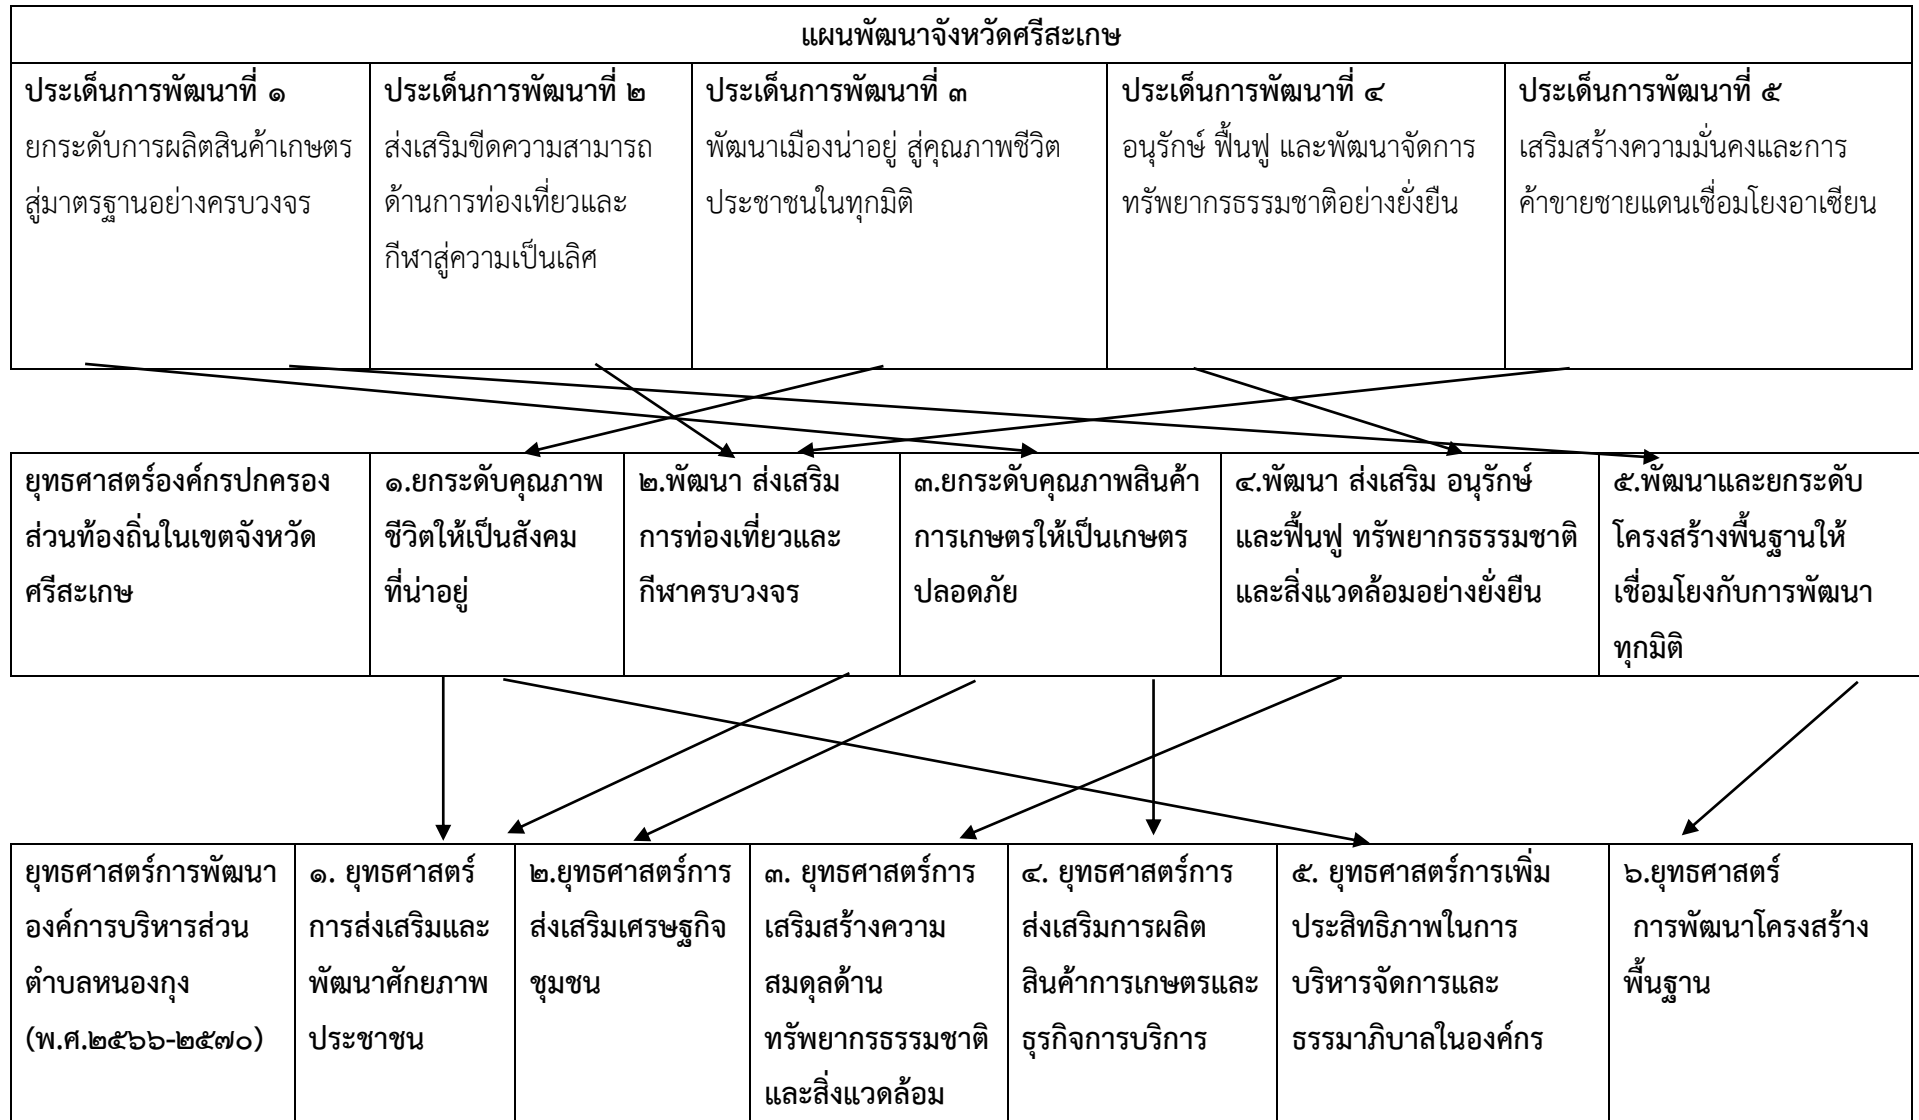 แผนพัฒนาจังหวัดศรีสะเกษ
ประเด็นการพัฒนาที่ ๑
ยกระดับการผลิตสินค้าเกษตร
สู่มาตรฐานอย่างครบวงจร
ประเด็นการพัฒนาที่ ๒
ส่งเสริมขีดความสามารถ
ด้านการท่องเที่ยวและ
กีฬาสู่ความเป็นเลิศ
ประเด็นการพัฒนาที่ ๓
พัฒนาเมืองน่าอยู่ สู่คุณภาพชีวิต
ประชาชนในทุกมิติ
ประเด็นการพัฒนาที่ ๔
อนุรักษ์ ฟื้นฟู และพัฒนาจัดการ
ทรัพยากรธรรมชาติอย่างยั่งยืน
ประเด็นการพัฒนาที่ ๕
เสริมสร้างความมั่นคงและการ
ค้าขายชายแดนเชื่อมโยงอาเซียน
ยุทธศาสตร์องค์กรปกครอง
ส่วนท้องถิ่นในเขตจังหวัด
ศรีสะเกษ
๑.ยกระดับคุณภาพ
ชีวิตให้เป็นสังคม
ที่น่าอยู่
๒.พัฒนา ส่งเสริม
การท่องเที่ยวและ
กีฬาครบวงจร
๓.ยกระดับคุณภาพสินค้า
การเกษตรให้เป็นเกษตร
ปลอดภัย
๔.พัฒนา ส่งเสริม อนุรักษ์
และฟื้นฟู ทรัพยากรธรรมชาติ
และสิ่งแวดล้อมอย่างยั่งยืน
๕.พัฒนาและยกระดับ
โครงสร้างพื้นฐานให้
เชื่อมโยงกับการพัฒนา
ทุกมิติ
ยุทธศาสตร์การพัฒนา
องค์การบริหารส่วน
ตำบลหนองกุง
(พ.ศ.๒๕๖๖-๒๕๗๐)
๑. ยุทธศาสตร์
การส่งเสริมและ
พัฒนาศักยภาพ
ประชาชน
๒.ยุทธศาสตร์การ
ส่งเสริมเศรษฐกิจ
ชุมชน
๓. ยุทธศาสตร์การ
เสริมสร้างความ
สมดุลด้าน
ทรัพยากรธรรมชาติ
และสิ่งแวดล้อม
๔. ยุทธศาสตร์การ
ส่งเสริมการผลิต
สินค้าการเกษตรและ
ธุรกิจการบริการ
๕. ยุทธศาสตร์การเพิ่ม
ประสิทธิภาพในการ
บริหารจัดการและ
ธรรมาภิบาลในองค์กร
๖.ยุทธศาสตร์
การพัฒนาโครงสร้าง
พื้นฐาน